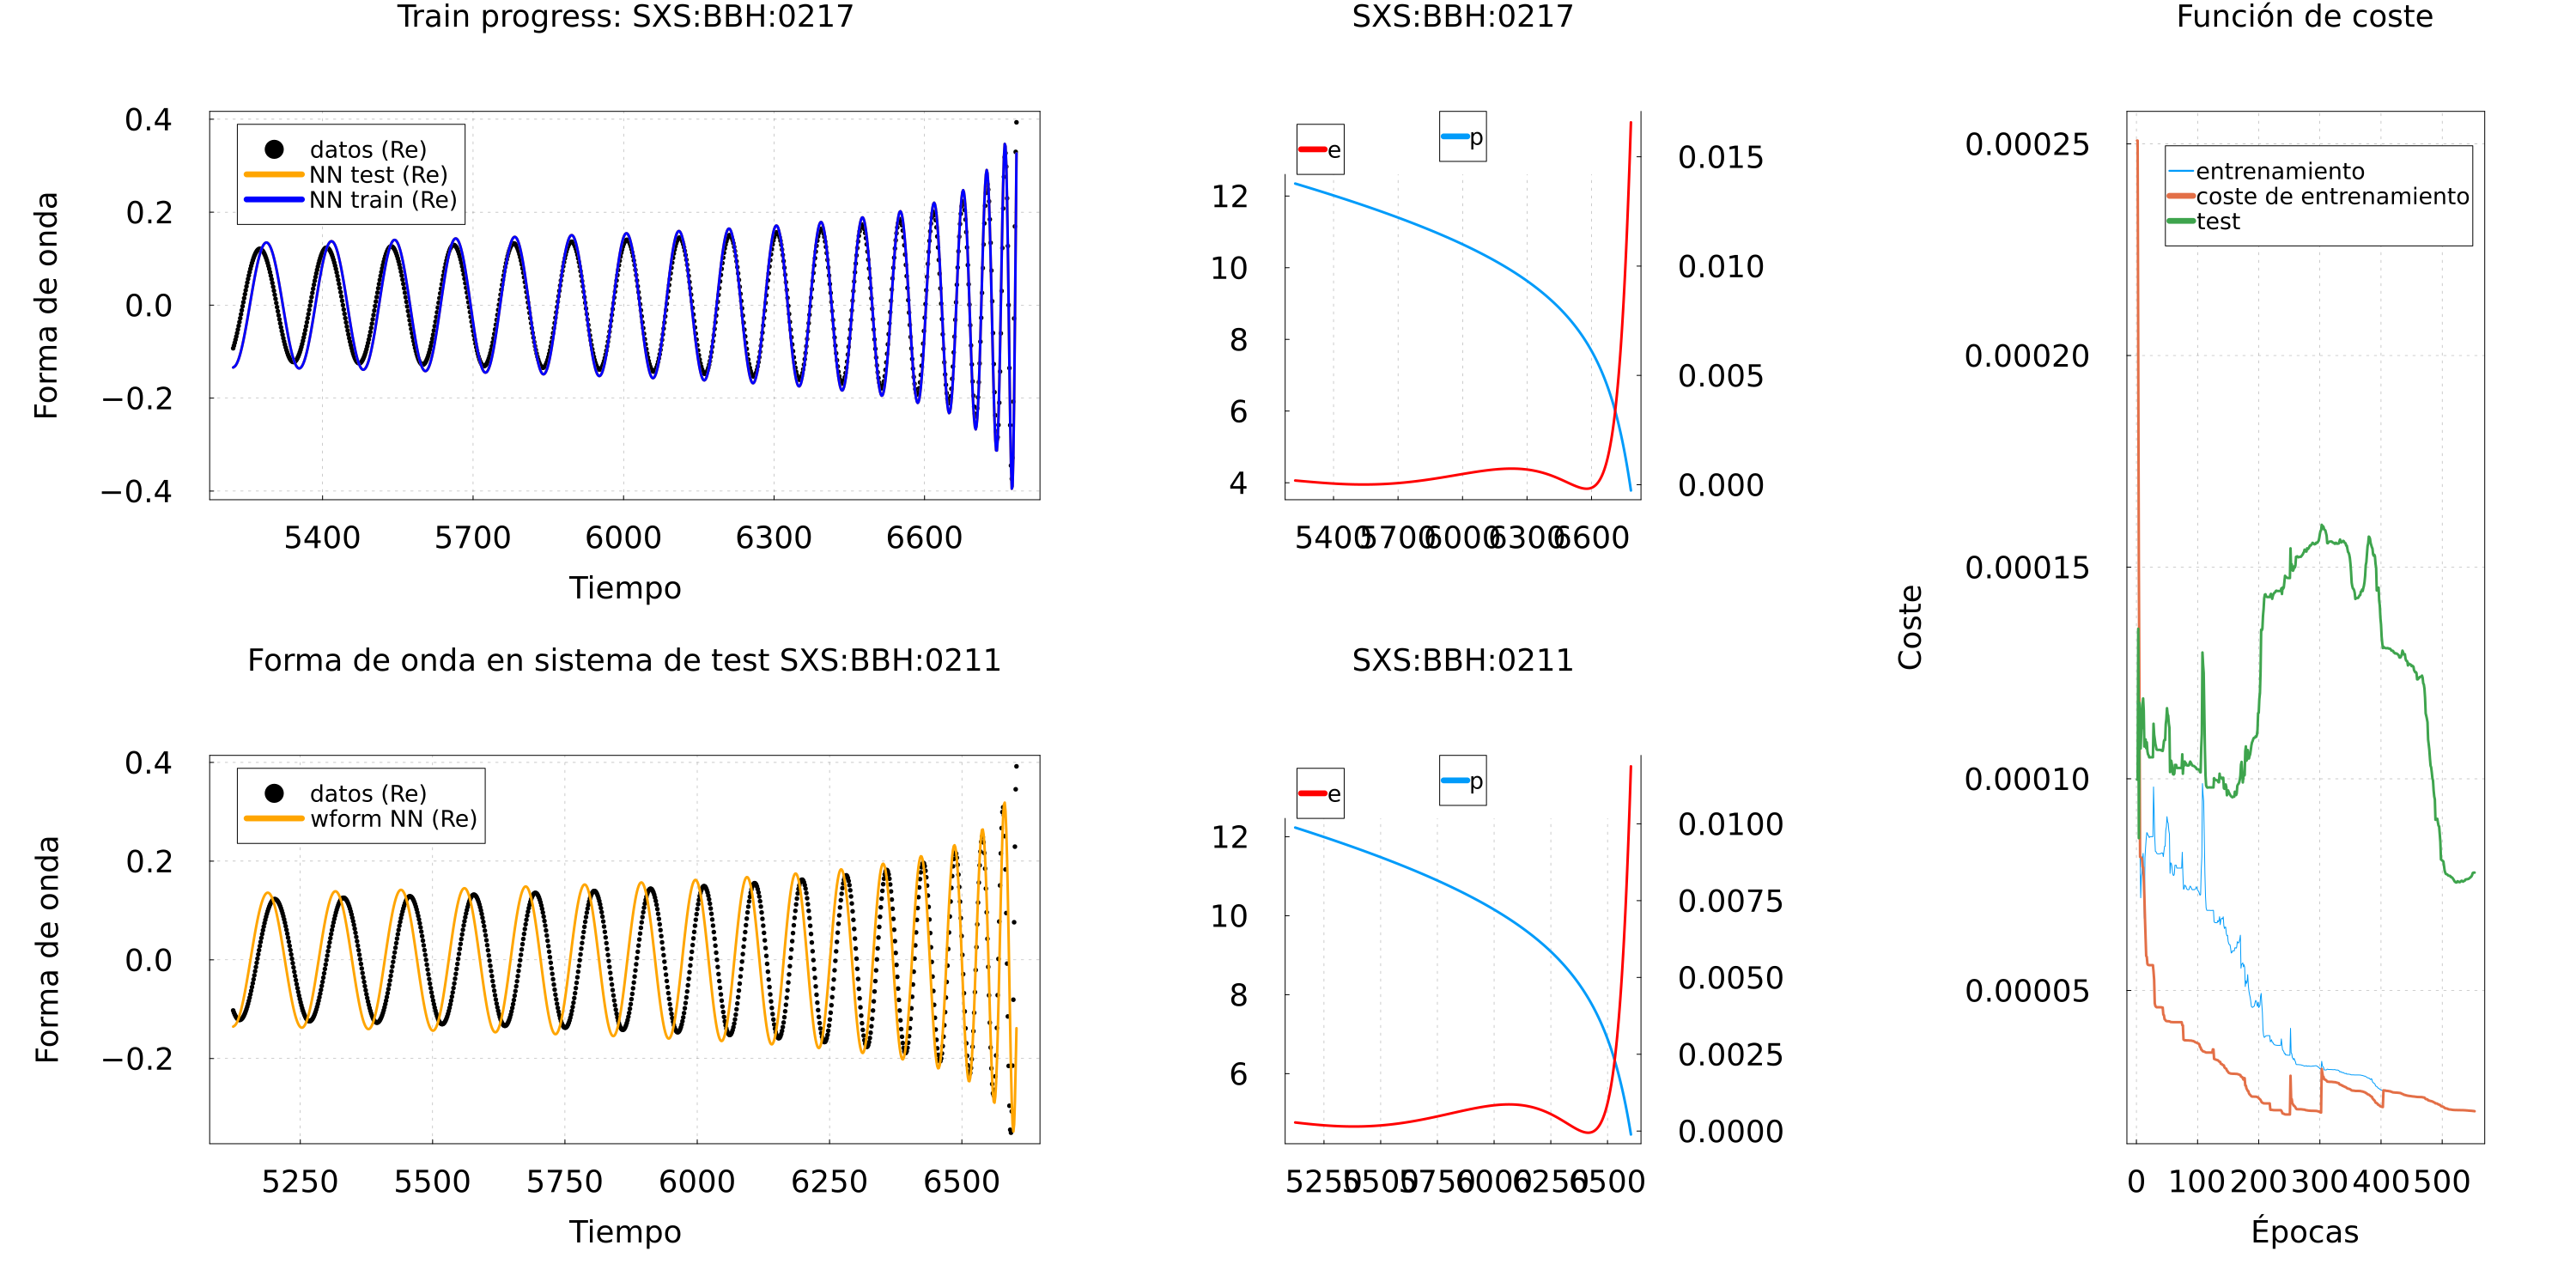 Train progress: SXS:BBH:0217
Forma de onda
0.4
0.2
0.0
−0.2
−0.4
datos (Re)
NN test (Re)
NN train (Re)
5400 5700 6000 6300 6600
Tiempo
SXS:BBH:0217
e
p
12
10
8
6
4
0.015
0.010
0.005
0.000
5400 5700 6000 6300 6600
Forma de onda en sistema de test SXS:BBH:0211
Forma de onda
0.4
0.2
0.0
−0.2
datos (Re)
wform NN (Re)
5250 5500 5750 6000 6250 6500
Tiempo
SXS:BBH:0211
e
p
12
10
8
6
0.0100
0.0075
0.0050
0.0025
0.0000
5250 5500 5750 6000 6250 6500
Función de coste
Coste
0.00025
0.00020
0.00015
0.00010
0.00005
entrenamiento
coste de entrenamiento
test
0 100 200 300 400 500
Épocas